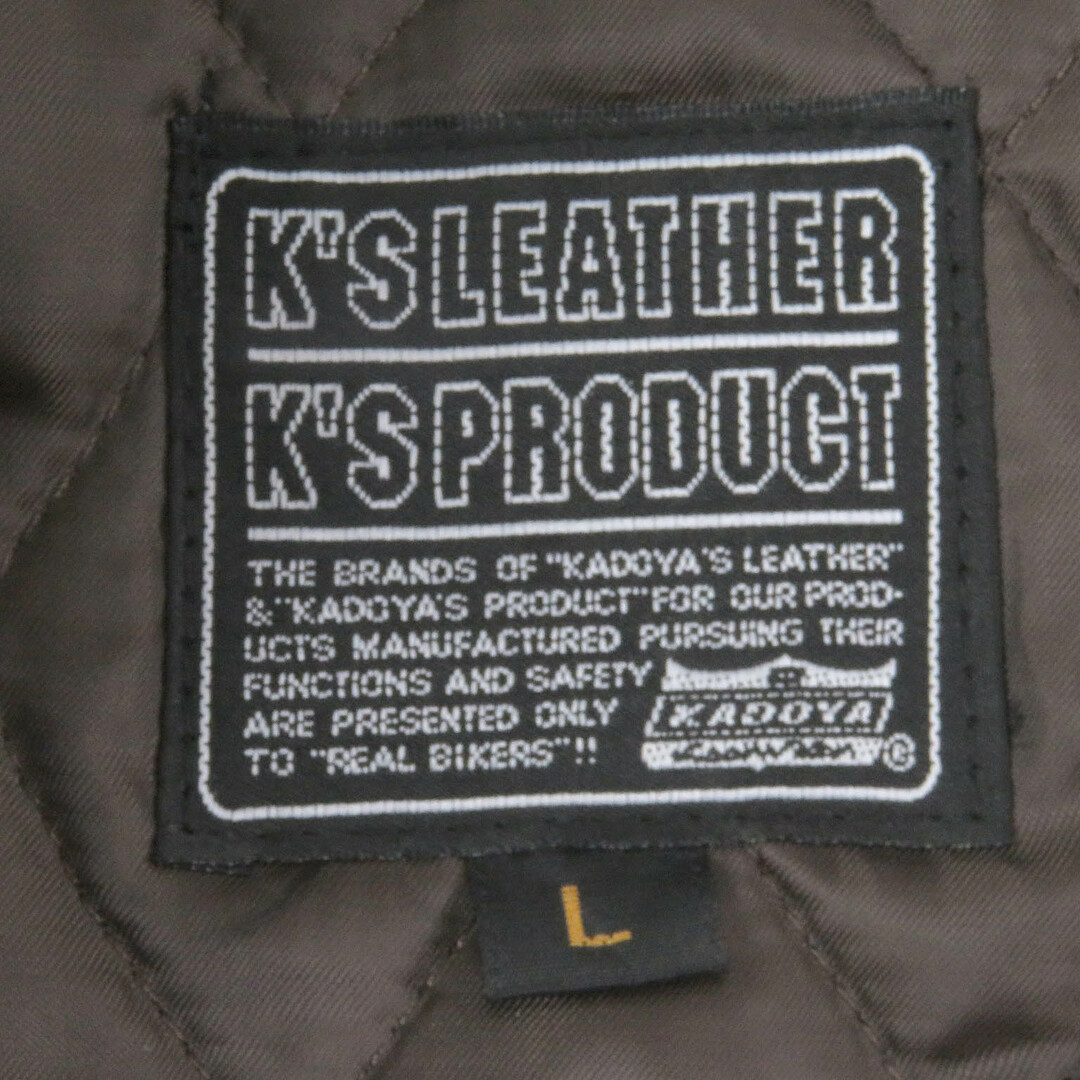 K'S LEATHER
K'S PRODUCT
THE BRANDS OF "KADOYA'S LEATHER"
& "KADOYA'S PRODUCT" FOR OUR PROD-
UCTS MANUFACTURED PURSUING THEIR
FUNCTIONS AND SAFETY
ARE PRESENTED ONLY
TO "REAL BIKERS"!!
KADOYA
L